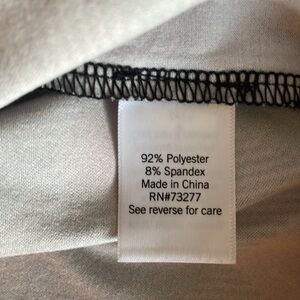 92% Polyester
8% Spandex
Made in China
RN#73277
See reverse for care